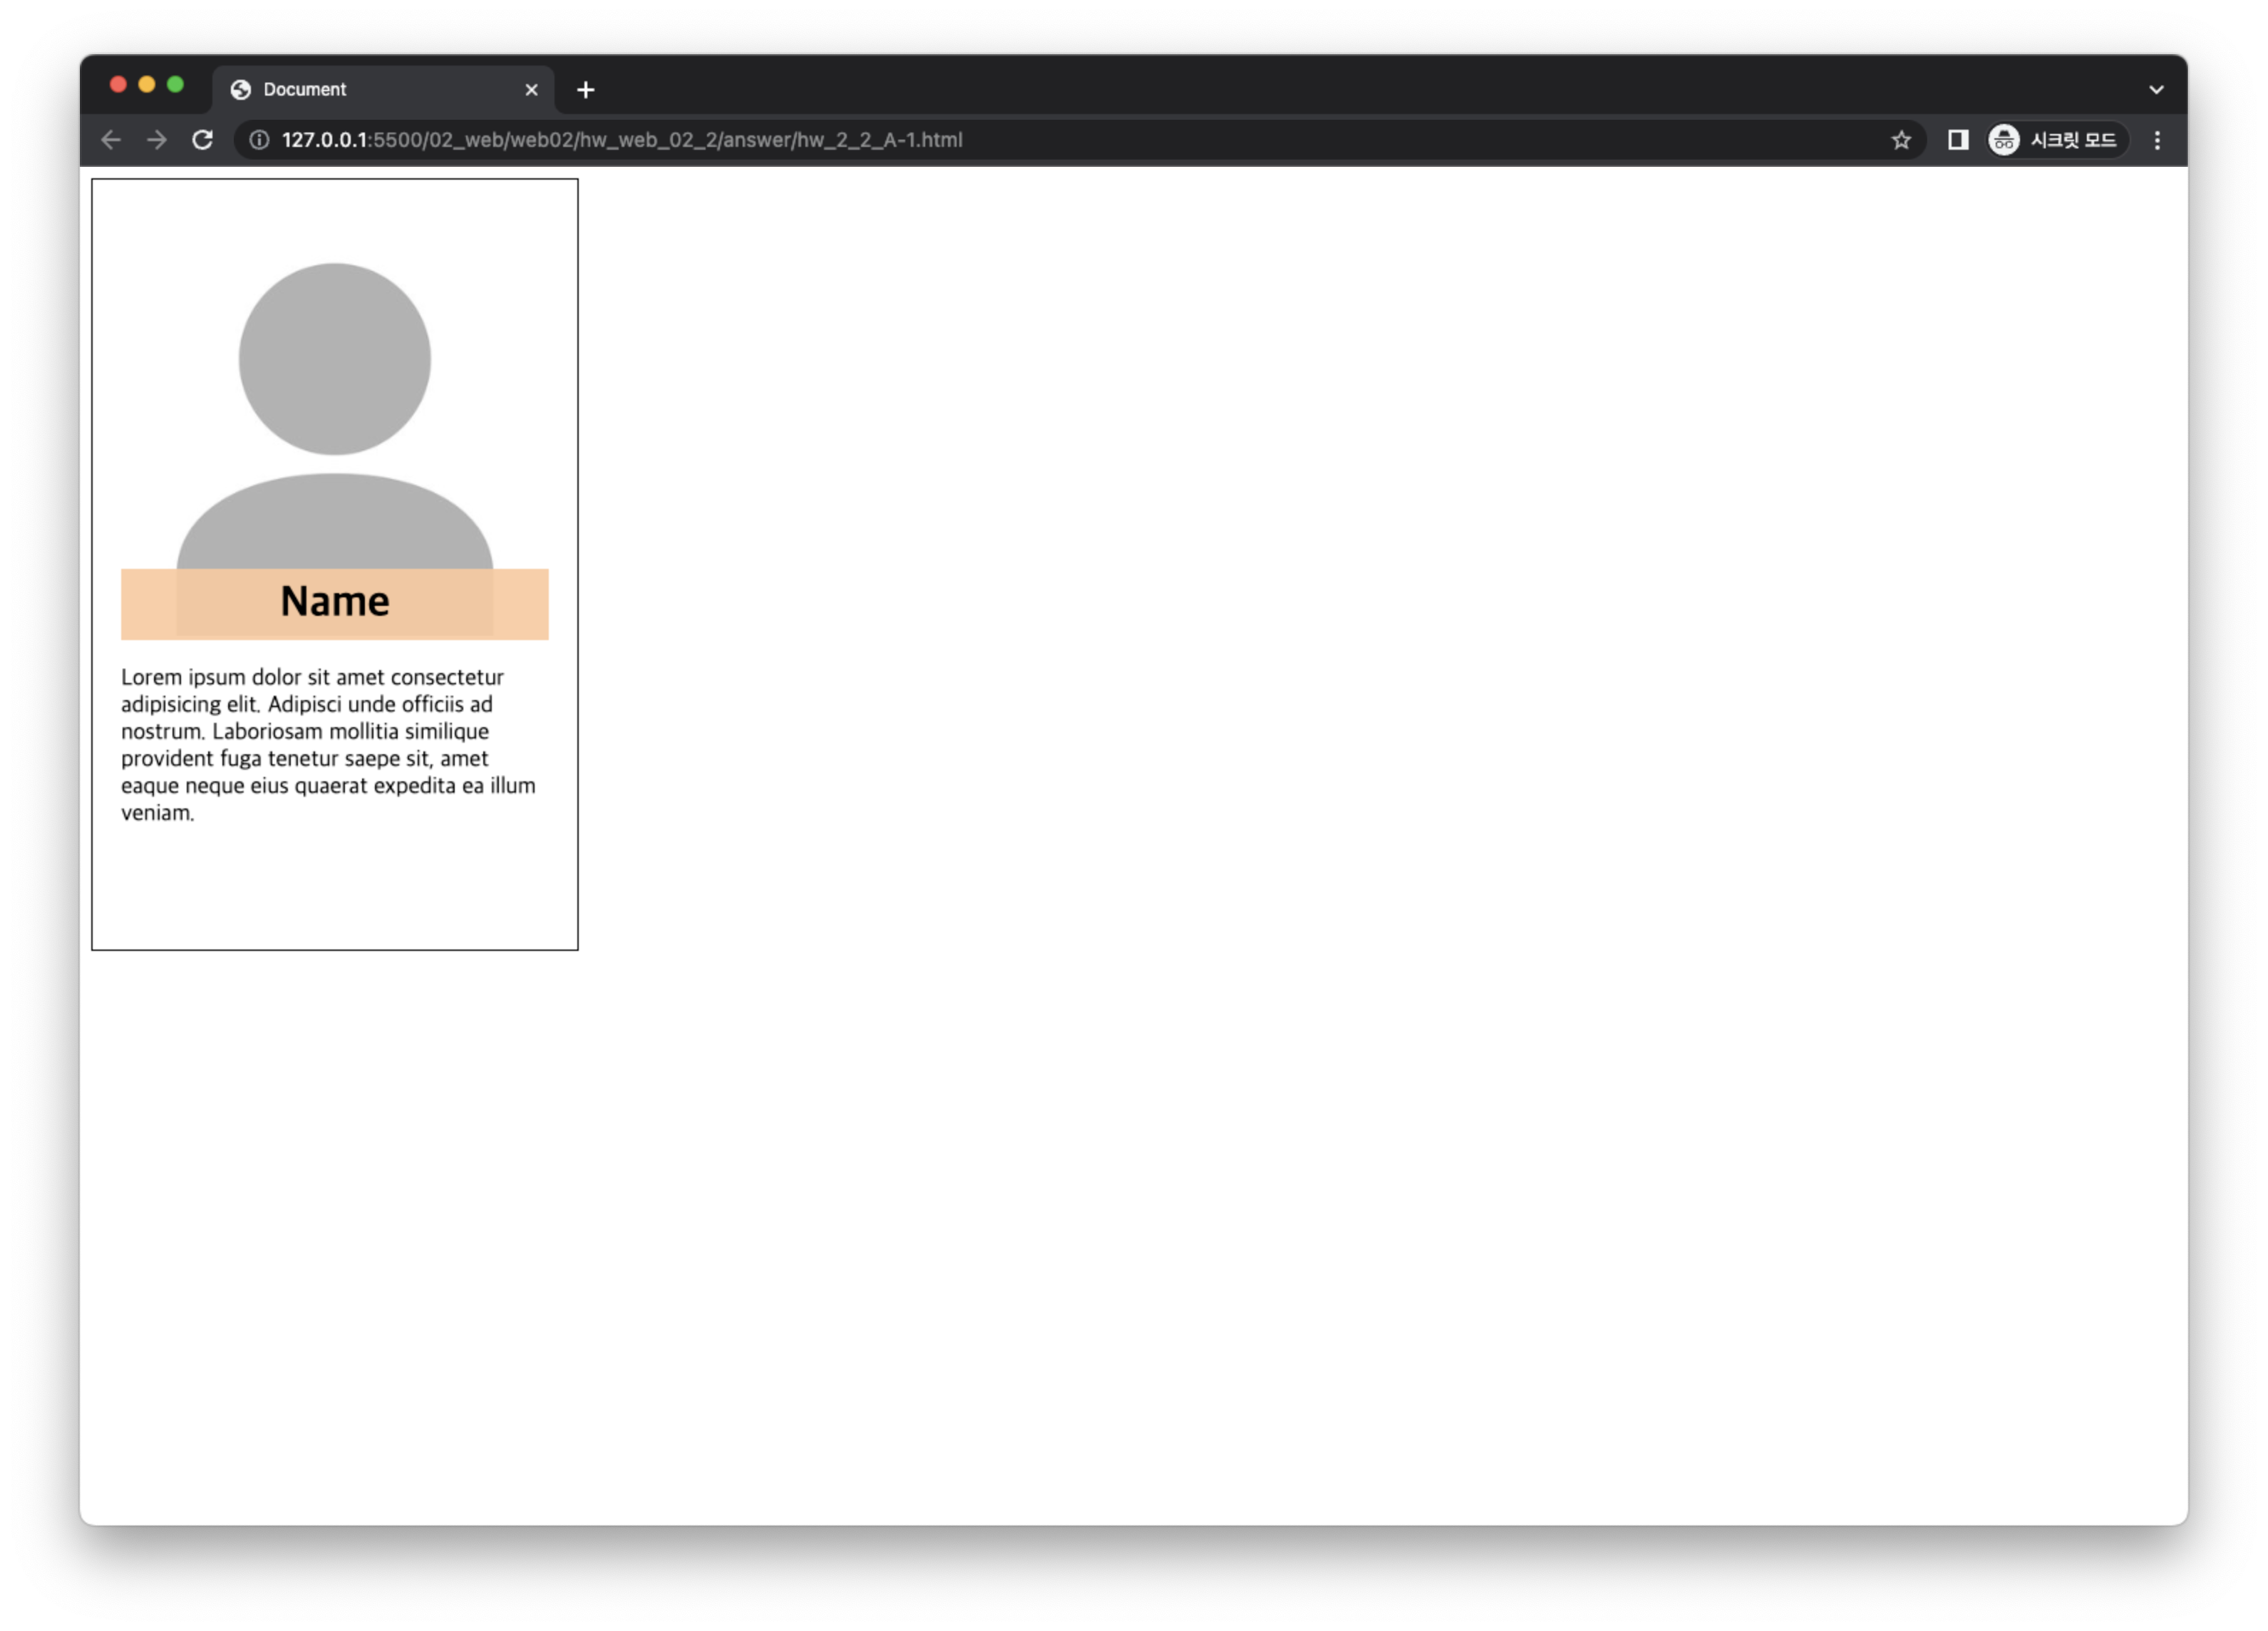 Document
127.0.0.1:5500/02_web/web02/hw_web_02_2/answer/hw_2_2_A-1.html
시크릿 모드
Name
Lorem ipsum dolor sit amet consectetur
adipisicing elit. Adipisci unde officiis ad
nostrum. Laboriosam mollitia similique
provident fuga tenetur saepe sit, amet
eaque neque eius quaerat expedita ea illum
veniam.